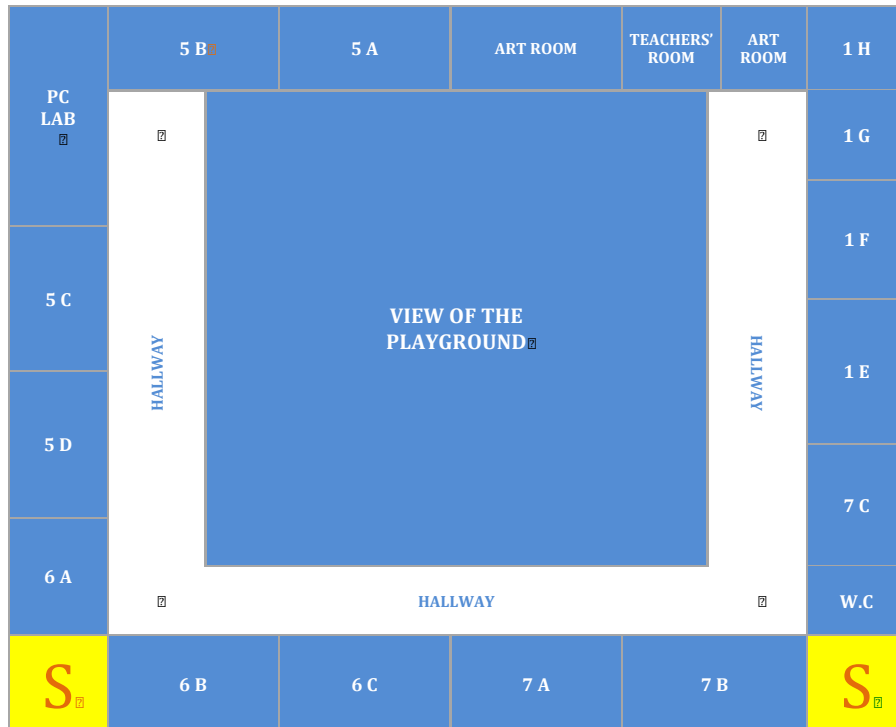 5 B
5 A
ART ROOM
TEACHERS'
ROOM
ART
ROOM
1 H
PC
LAB
1 G
1 F
5 C
VIEW OF THE
PLAYGROUND
HALLWAY
HALLWAY
1 E
5 D
7 C
6 A
HALLWAY
W.C
S
6 B
6 C
7 A
7 B
S